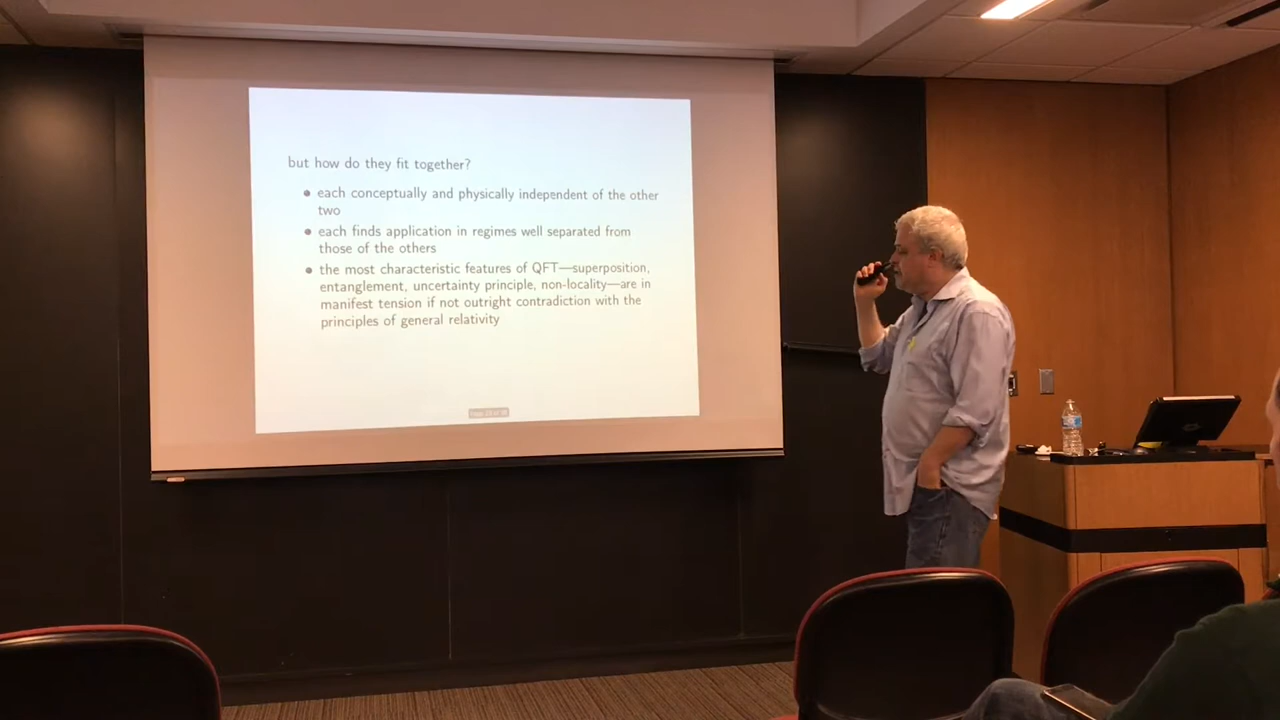 but how do they fit together?
● each conceptually and physically independent of the other
two
● each finds application in regimes well separated from
those of the others
● the most characteristic features of QFT—superposition,
entanglement, uncertainty principle, non-locality—are in
manifest tension if not outright contradiction with the
principles of general relativity